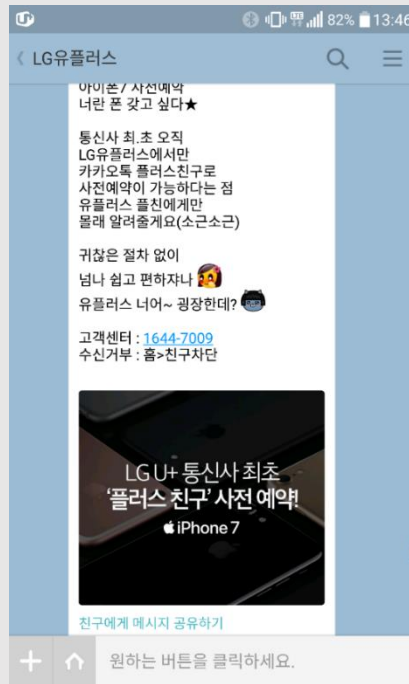 82% 13:46
LG유플러스
아이폰7 사전예약
너란 폰 갖고 싶다★
통신사 최.초 오직
LG유플러스에서만
카카오톡 플러스친구로
사전예약이 가능하다는 점
유플러스 플친에게만
몰래 알려줄게요(소근소근)
귀찮은 절차 없이
넘나 쉽고 편하쟈나
유플러스 너어~ 굉장한데?
고객센터 : 1644-7009
수신거부 : 홈>친구차단
LG U+ 통신사 최초
‘플러스 친구’ 사전 예약!
iPhone 7
친구에게 메시지 공유하기
원하는 버튼을 클릭하세요.